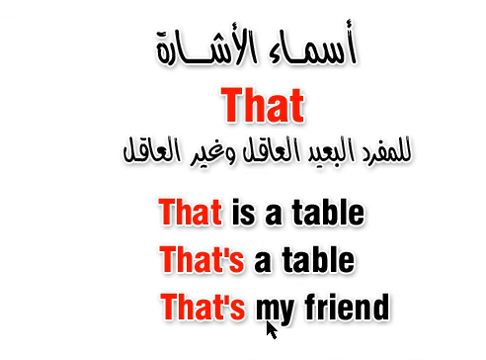 أسماء الأشارة
That
للمفرد البعيد العاقل وغير العاقل
That is a table
That's a table
That's my friend